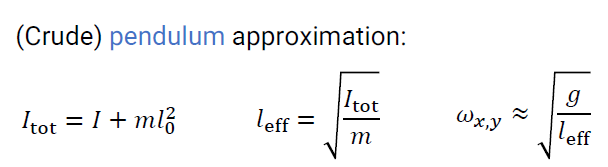 (Crude) pendulum approximation:
I_tot = I + ml_0^2    l_eff = √(I_tot/m)    ω_x,y ≈ √(g/l_eff)